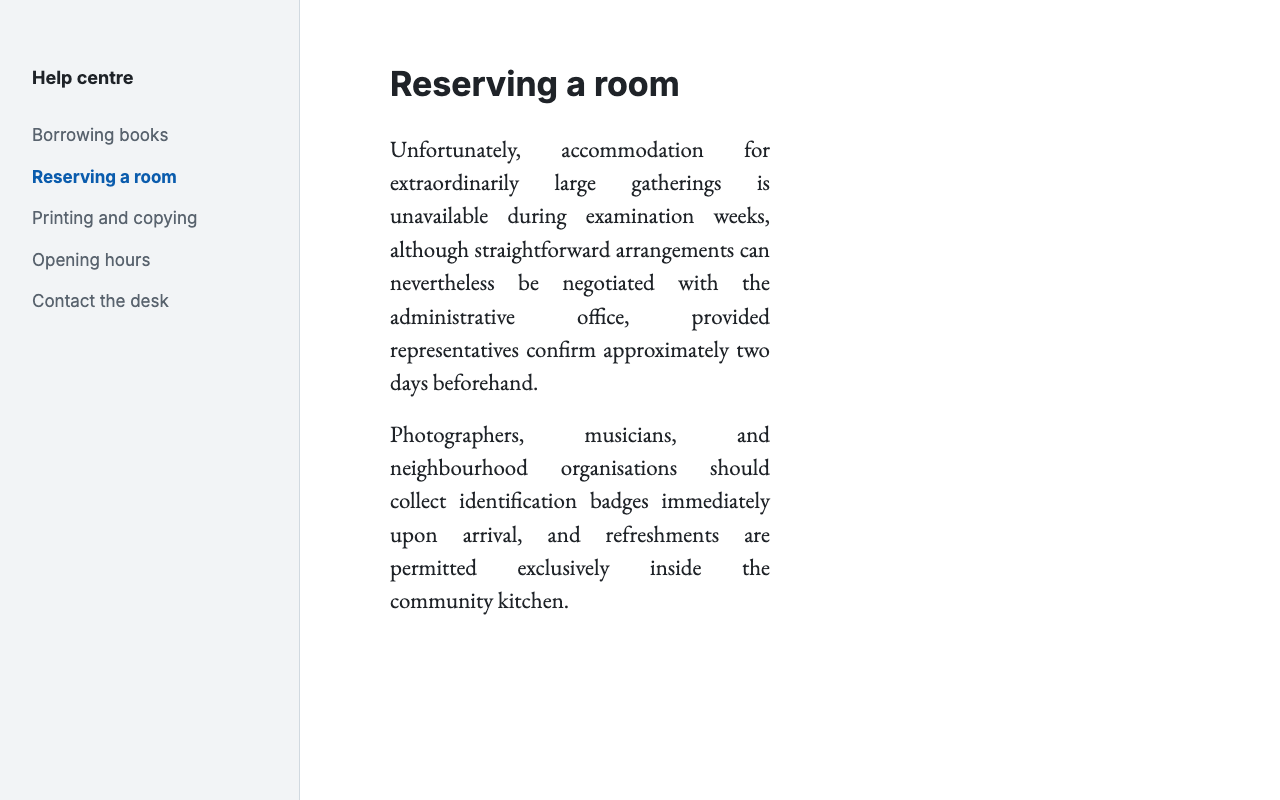 Help centre
Borrowing books
Reserving a room
Printing and copying
Opening hours
Contact the desk
Reserving a room
Unfortunately, accommodation for
extraordinarily large gatherings is
unavailable during examination weeks,
although straightforward arrangements can
nevertheless be negotiated with the
administrative office, provided
representatives confirm approximately two
days beforehand.
Photographers, musicians, and
neighbourhood organisations should
collect identification badges immediately
upon arrival, and refreshments are
permitted exclusively inside the
community kitchen.